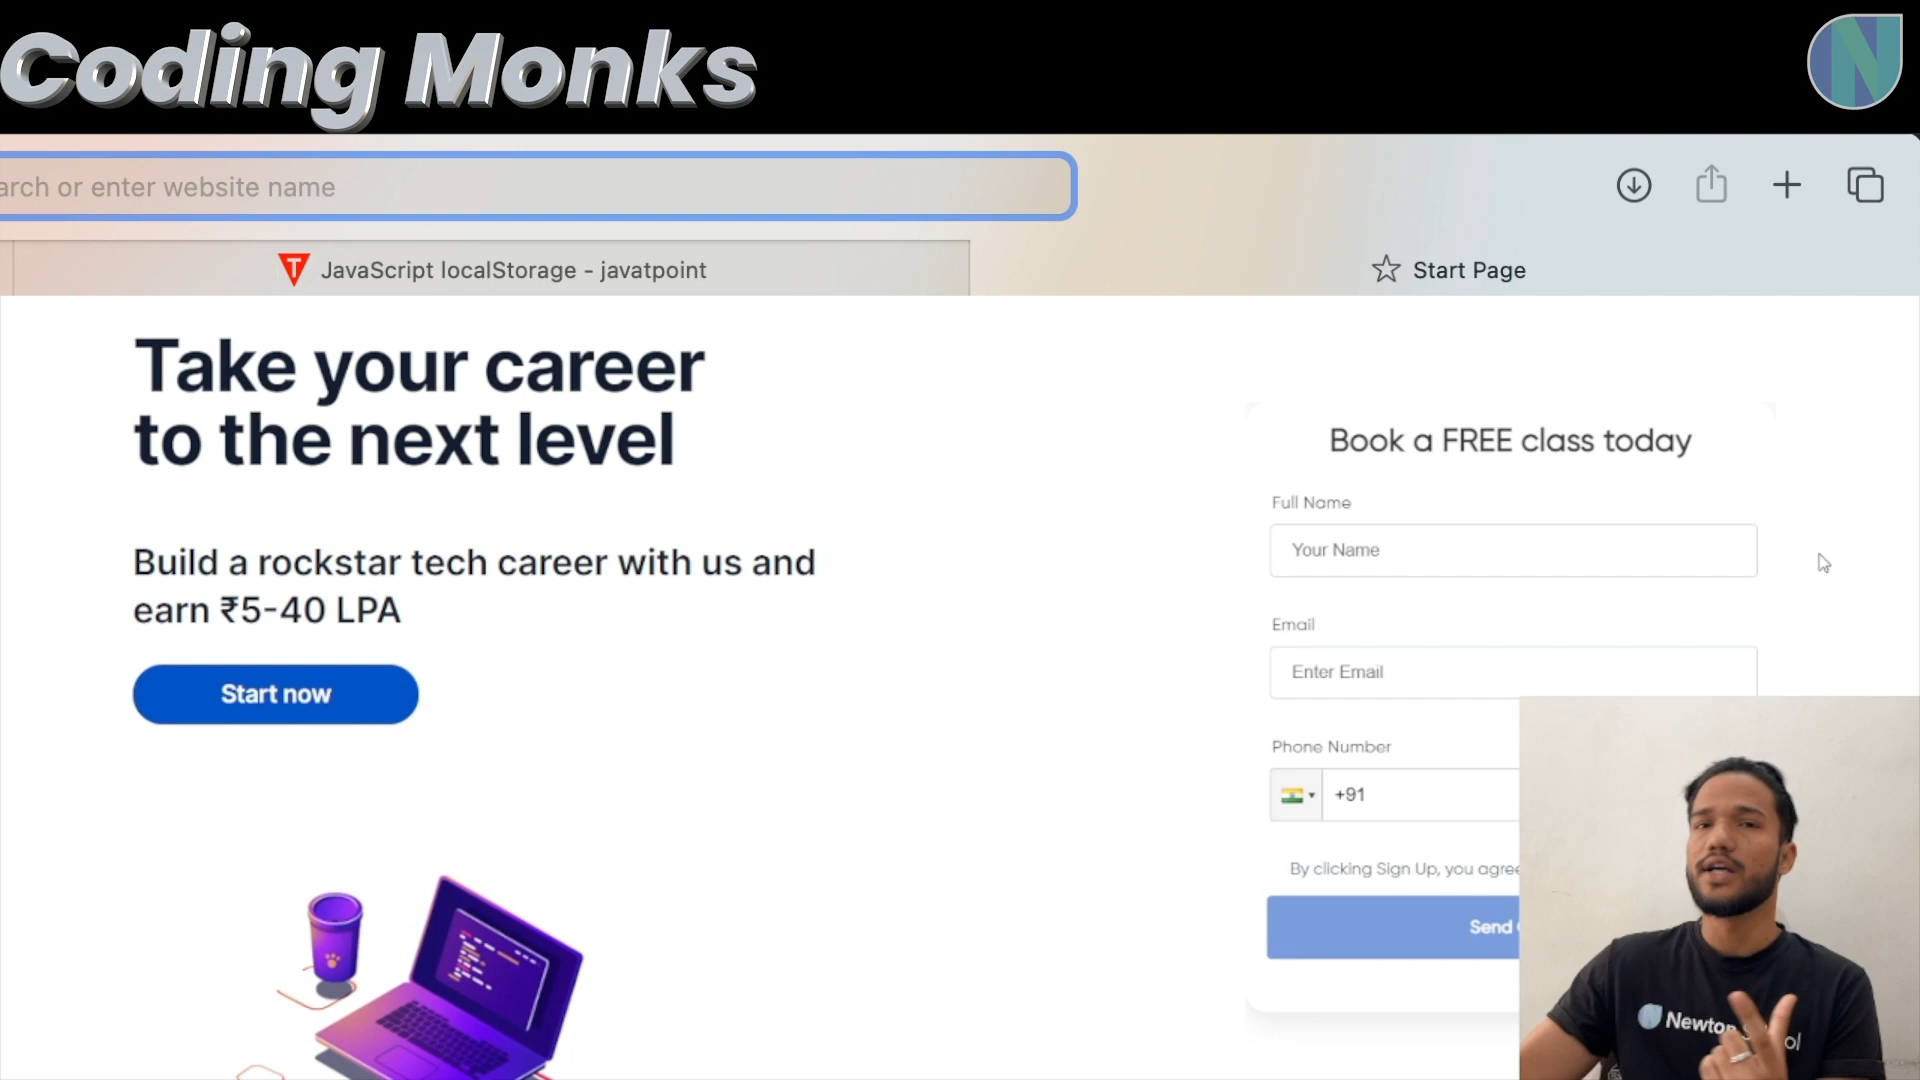 Coding Monks
arch or enter website name
JavaScript localStorage - javatpoint
Start Page
Take your career
to the next level
Build a rockstar tech career with us and
earn ₹5-40 LPA
Start now
Book a FREE class today
Full Name
Your Name
Email
Enter Email
Phone Number
+91
By clicking Sign Up, you agree
Send
Newton